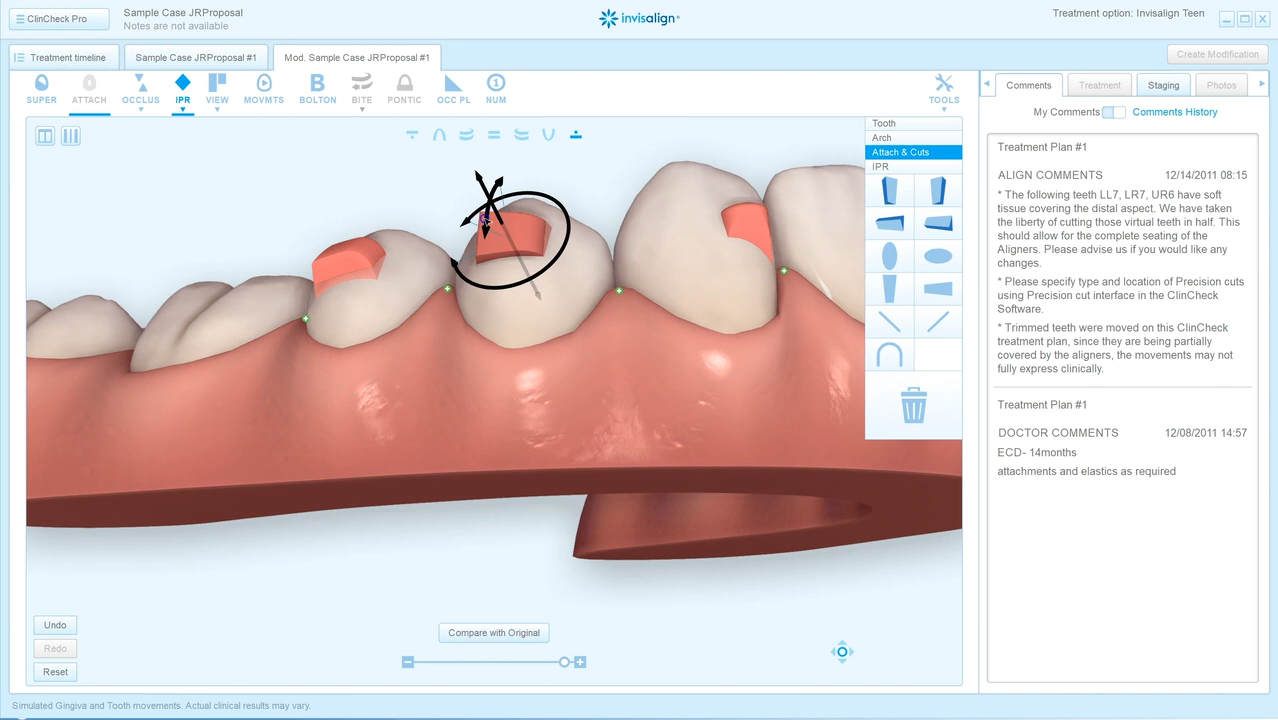 ClinCheck Pro
Sample Case JRProposal
Notes are not available
invisalign®
Treatment option: Invisalign Teen
Treatment timeline
Sample Case JRProposal #1
Mod. Sample Case JRProposal #1
Create Modification
SUPER
ATTACH
OCCLUS
IPR
VIEW
MOVMTS
BOLTON
BITE
PONTIC
OCC PL
1
NUM
TOOLS
Tooth
Arch
Attach & Cuts
IPR
Undo
Redo
Reset
Compare with Original
Comments
Treatment
Staging
Photos
My Comments
Comments History
Treatment Plan #1
ALIGN COMMENTS 12/14/2011 08:15
* The following teeth LL7, LR7, UR6 have soft
tissue covering the distal aspect. We have taken
the liberty of cutting those virtual teeth in half. This
should allow for the complete seating of the
Aligners. Please advise us if you would like any
changes.
* Please specify type and location of Precision cuts
using Precision cut interface in the ClinCheck
Software.
* Trimmed teeth were moved on this ClinCheck
treatment plan, since they are being partially
covered by the aligners, the movements may not
fully express clinically.
Treatment Plan #1
DOCTOR COMMENTS 12/08/2011 14:57
ECD- 14months
attachments and elastics as required
Simulated Gingiva and Tooth movements. Actual clinical results may vary.